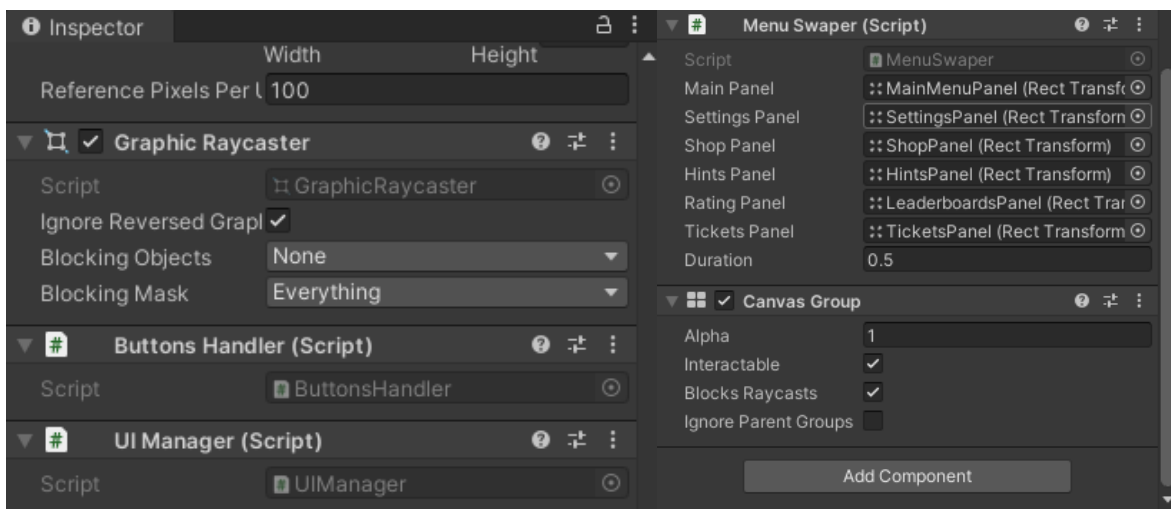 Inspector
Width Height
Reference Pixels Per U 100
Graphic Raycaster
Script GraphicRaycaster
Ignore Reversed Graph
Blocking Objects None
Blocking Mask Everything
# Buttons Handler (Script)
Script ButtonsHandler
# UI Manager (Script)
Script UIManager
# Menu Swaper (Script)
Script MenuSwaper
Main Panel MainMenuPanel (Rect Transfo
Settings Panel SettingsPanel (Rect Transform
Shop Panel ShopPanel (Rect Transform)
Hints Panel HintsPanel (Rect Transform)
Rating Panel LeaderboardsPanel (Rect Tran
Tickets Panel TicketsPanel (Rect Transform
Duration 0.5
Canvas Group
Alpha 1
Interactable
Blocks Raycasts
Ignore Parent Groups
Add Component